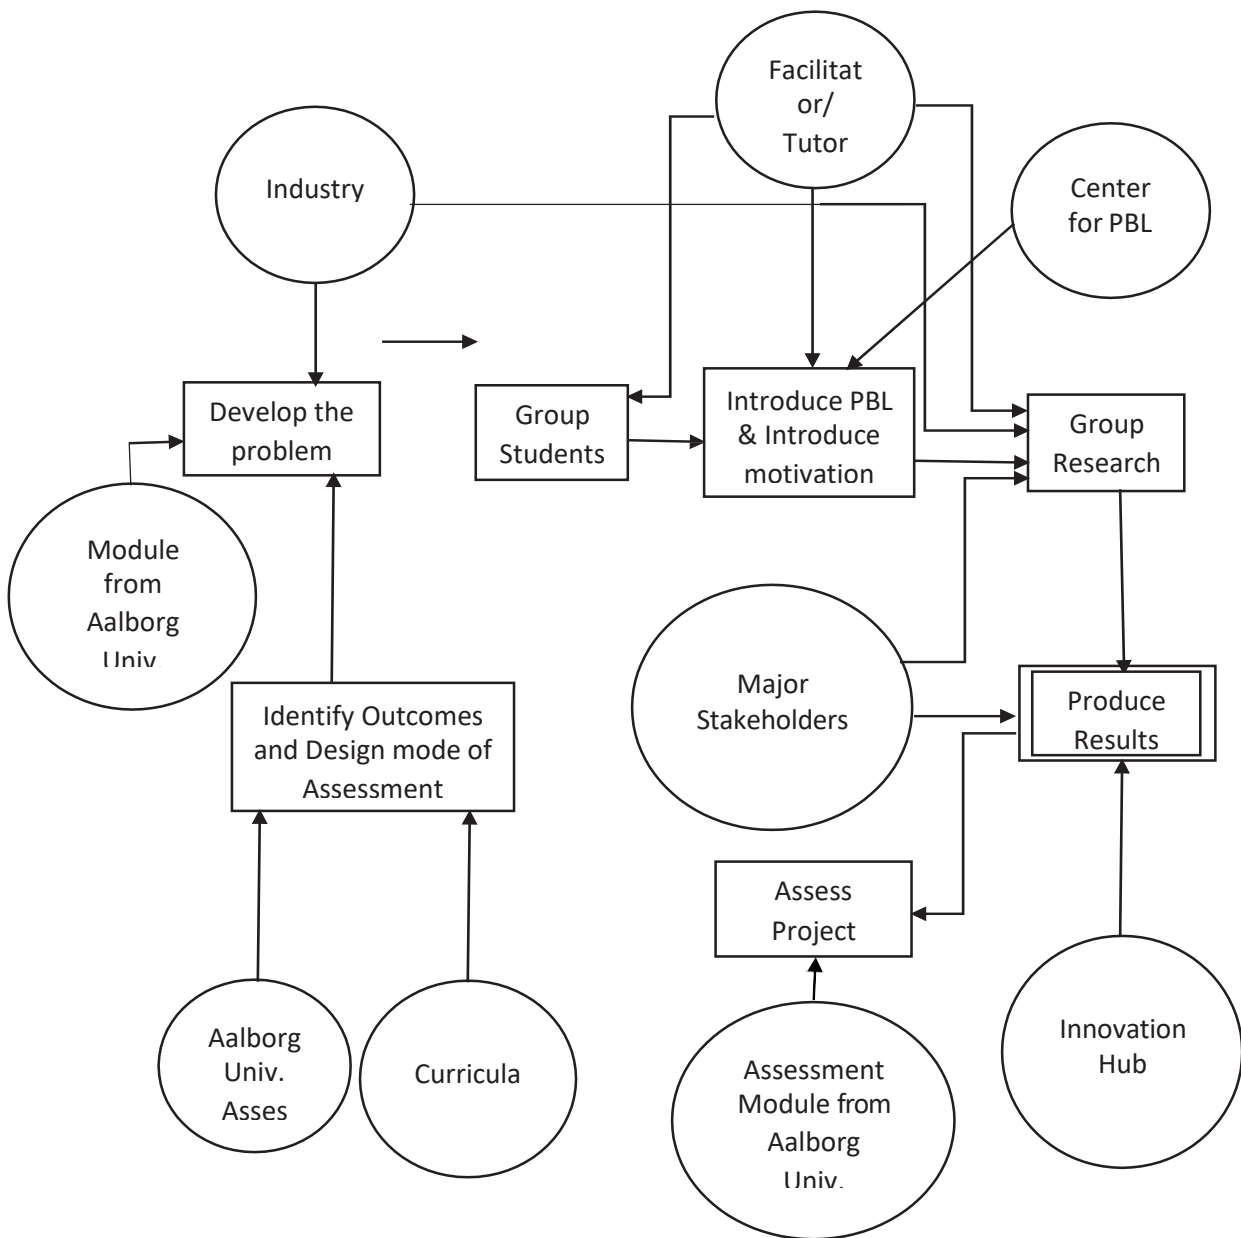 Facilitat
or/
Tutor
Industry
Center
for PBL
Develop the
problem
Group
Students
Introduce PBL
& Introduce
motivation
Group
Research
Module
from
Aalborg
Univ.
Identify Outcomes
and Design mode of
Assessment
Major
Stakeholders
Produce
Results
Assess
Project
Aalborg
Univ.
Asses
Curricula
Assessment
Module from
Aalborg
Univ.
Innovation
Hub